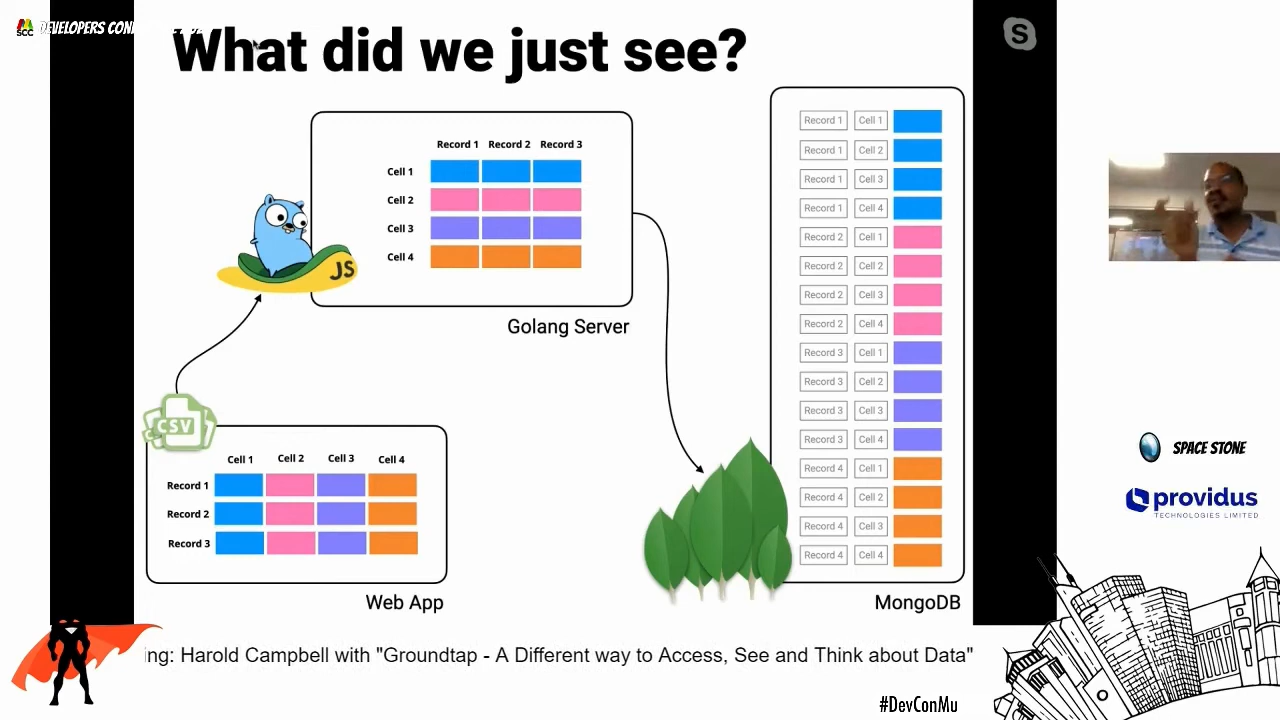 SCC
DEVELOPERS
What did we just see?
S
Record 1 Record 2 Record 3
Cell 1
Cell 2
Cell 3
Cell 4
JS
Golang Server
CSV
Cell 1 Cell 2 Cell 3 Cell 4
Record 1
Record 2
Record 3
Web App
Record 1 Cell 1
Record 1 Cell 2
Record 1 Cell 3
Record 1 Cell 4
Record 2 Cell 1
Record 2 Cell 2
Record 2 Cell 3
Record 2 Cell 4
Record 3 Cell 1
Record 3 Cell 2
Record 3 Cell 3
Record 3 Cell 4
Record 4 Cell 1
Record 4 Cell 2
Record 4 Cell 3
Record 4 Cell 4
MongoDB
SPACE STONE
providus
TECHNOLOGIES LIMITED
ing: Harold Campbell with "Groundtap - A Different way to Access, See and Think about Data"
#DevConMu